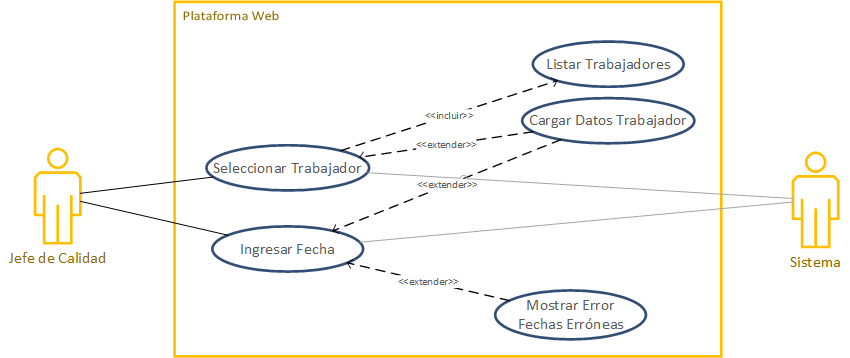 Plataforma Web
Listar Trabajadores
<<incluir>>
Cargar Datos Trabajador
<<extender>>
Seleccionar Trabajador
<<extender>>
Jefe de Calidad
Ingresar Fecha
Sistema
<<extender>>
Mostrar Error
Fechas Erróneas